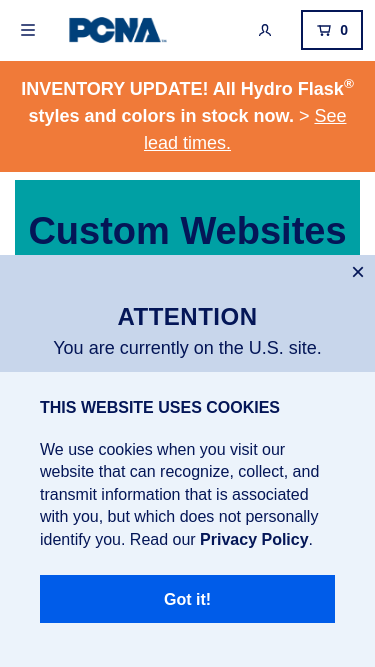 PCNA
0
INVENTORY UPDATE! All Hydro Flask®
styles and colors in stock now. > See
lead times.
Custom Websites
×
ATTENTION
You are currently on the U.S. site.
THIS WEBSITE USES COOKIES
We use cookies when you visit our
website that can recognize, collect, and
transmit information that is associated
with you, but which does not personally
identify you. Read our Privacy Policy.
Got it!